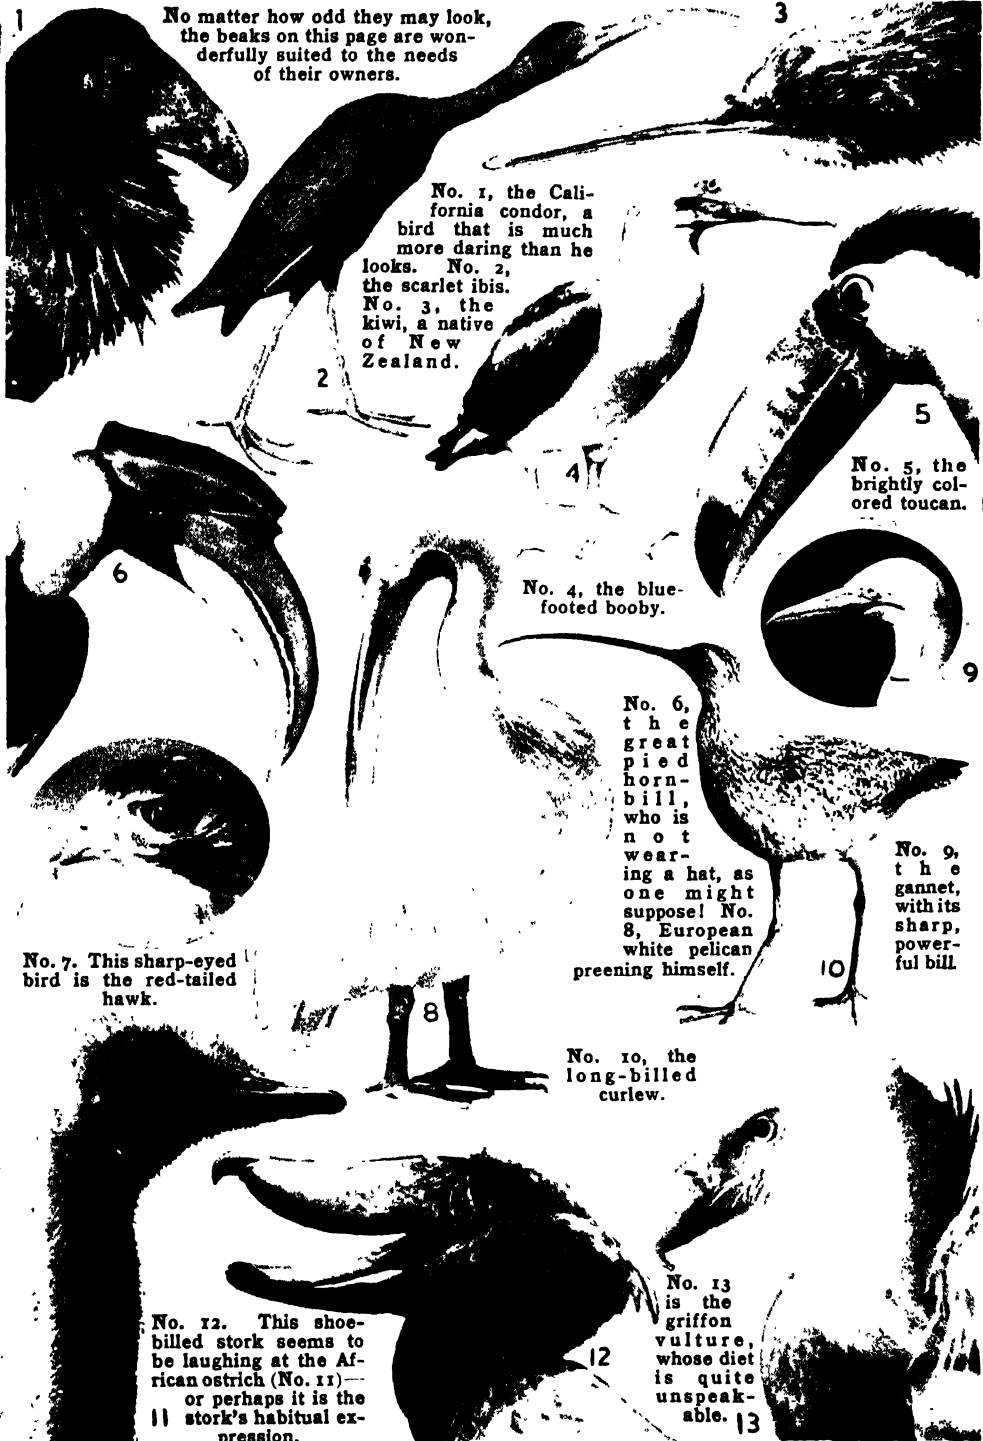 1
No matter how odd they may look,
the beaks on this page are won-
derfully suited to the needs
of their owners.
3
No. 1, the Cali-
fornia condor, a
bird that is much
more daring than he
looks. No. 2,
the scarlet ibis.
No. 3, the
kiwi, a native
of New
Zealand.
2
4
5
No. 5, the
brightly col-
ored toucan.
6
No. 4, the blue-
footed booby.
9
No. 6,
the
great
pied
horn-
bill,
who is
not
wear-
ing a hat, as
one might
suppose! No.
8, European
white pelican
preening himself.
No. 9,
the
gannet,
with its
sharp,
power-
ful bill.
10
No. 7. This sharp-eyed
bird is the red-tailed
hawk.
8
No. 10, the
long-billed
curlew.
No. 12. This shoe-
billed stork seems to
be laughing at the Af-
rican ostrich (No. 11)—
or perhaps it is the
stork's habitual ex-
pression.
11
12
No. 13
is the
griffon
vulture,
whose diet
is quite
unspeak-
able.
13